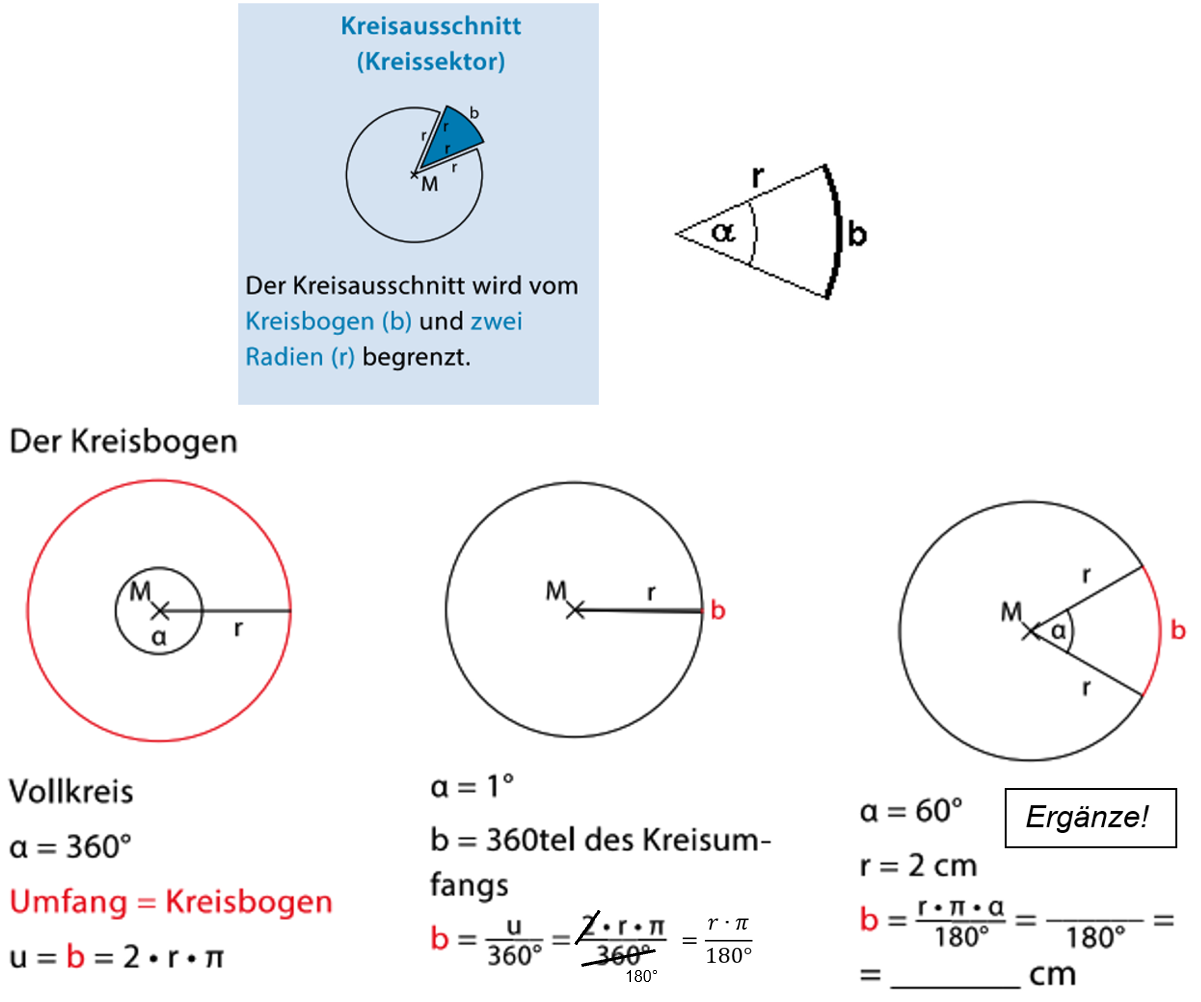 Kreisausschnitt
(Kreissektor)
b
r
r
r
r
M
Der Kreisausschnitt wird vom
Kreisbogen (b) und zwei
Radien (r) begrenzt.
r
α
b
Der Kreisbogen
M
α
r
M
r
b
M
r
α
r
b
Vollkreis
α = 360°
Umfang = Kreisbogen
u = b = 2 • r • π
α = 1°
b = 360tel des Kreisum-
fangs
b = u/360° = 2 • r • π/360° = r · π/180°
180°
α = 60°
Ergänze!
r = 2 cm
b = r • π • α/180° = ______/180° =
= ________ cm